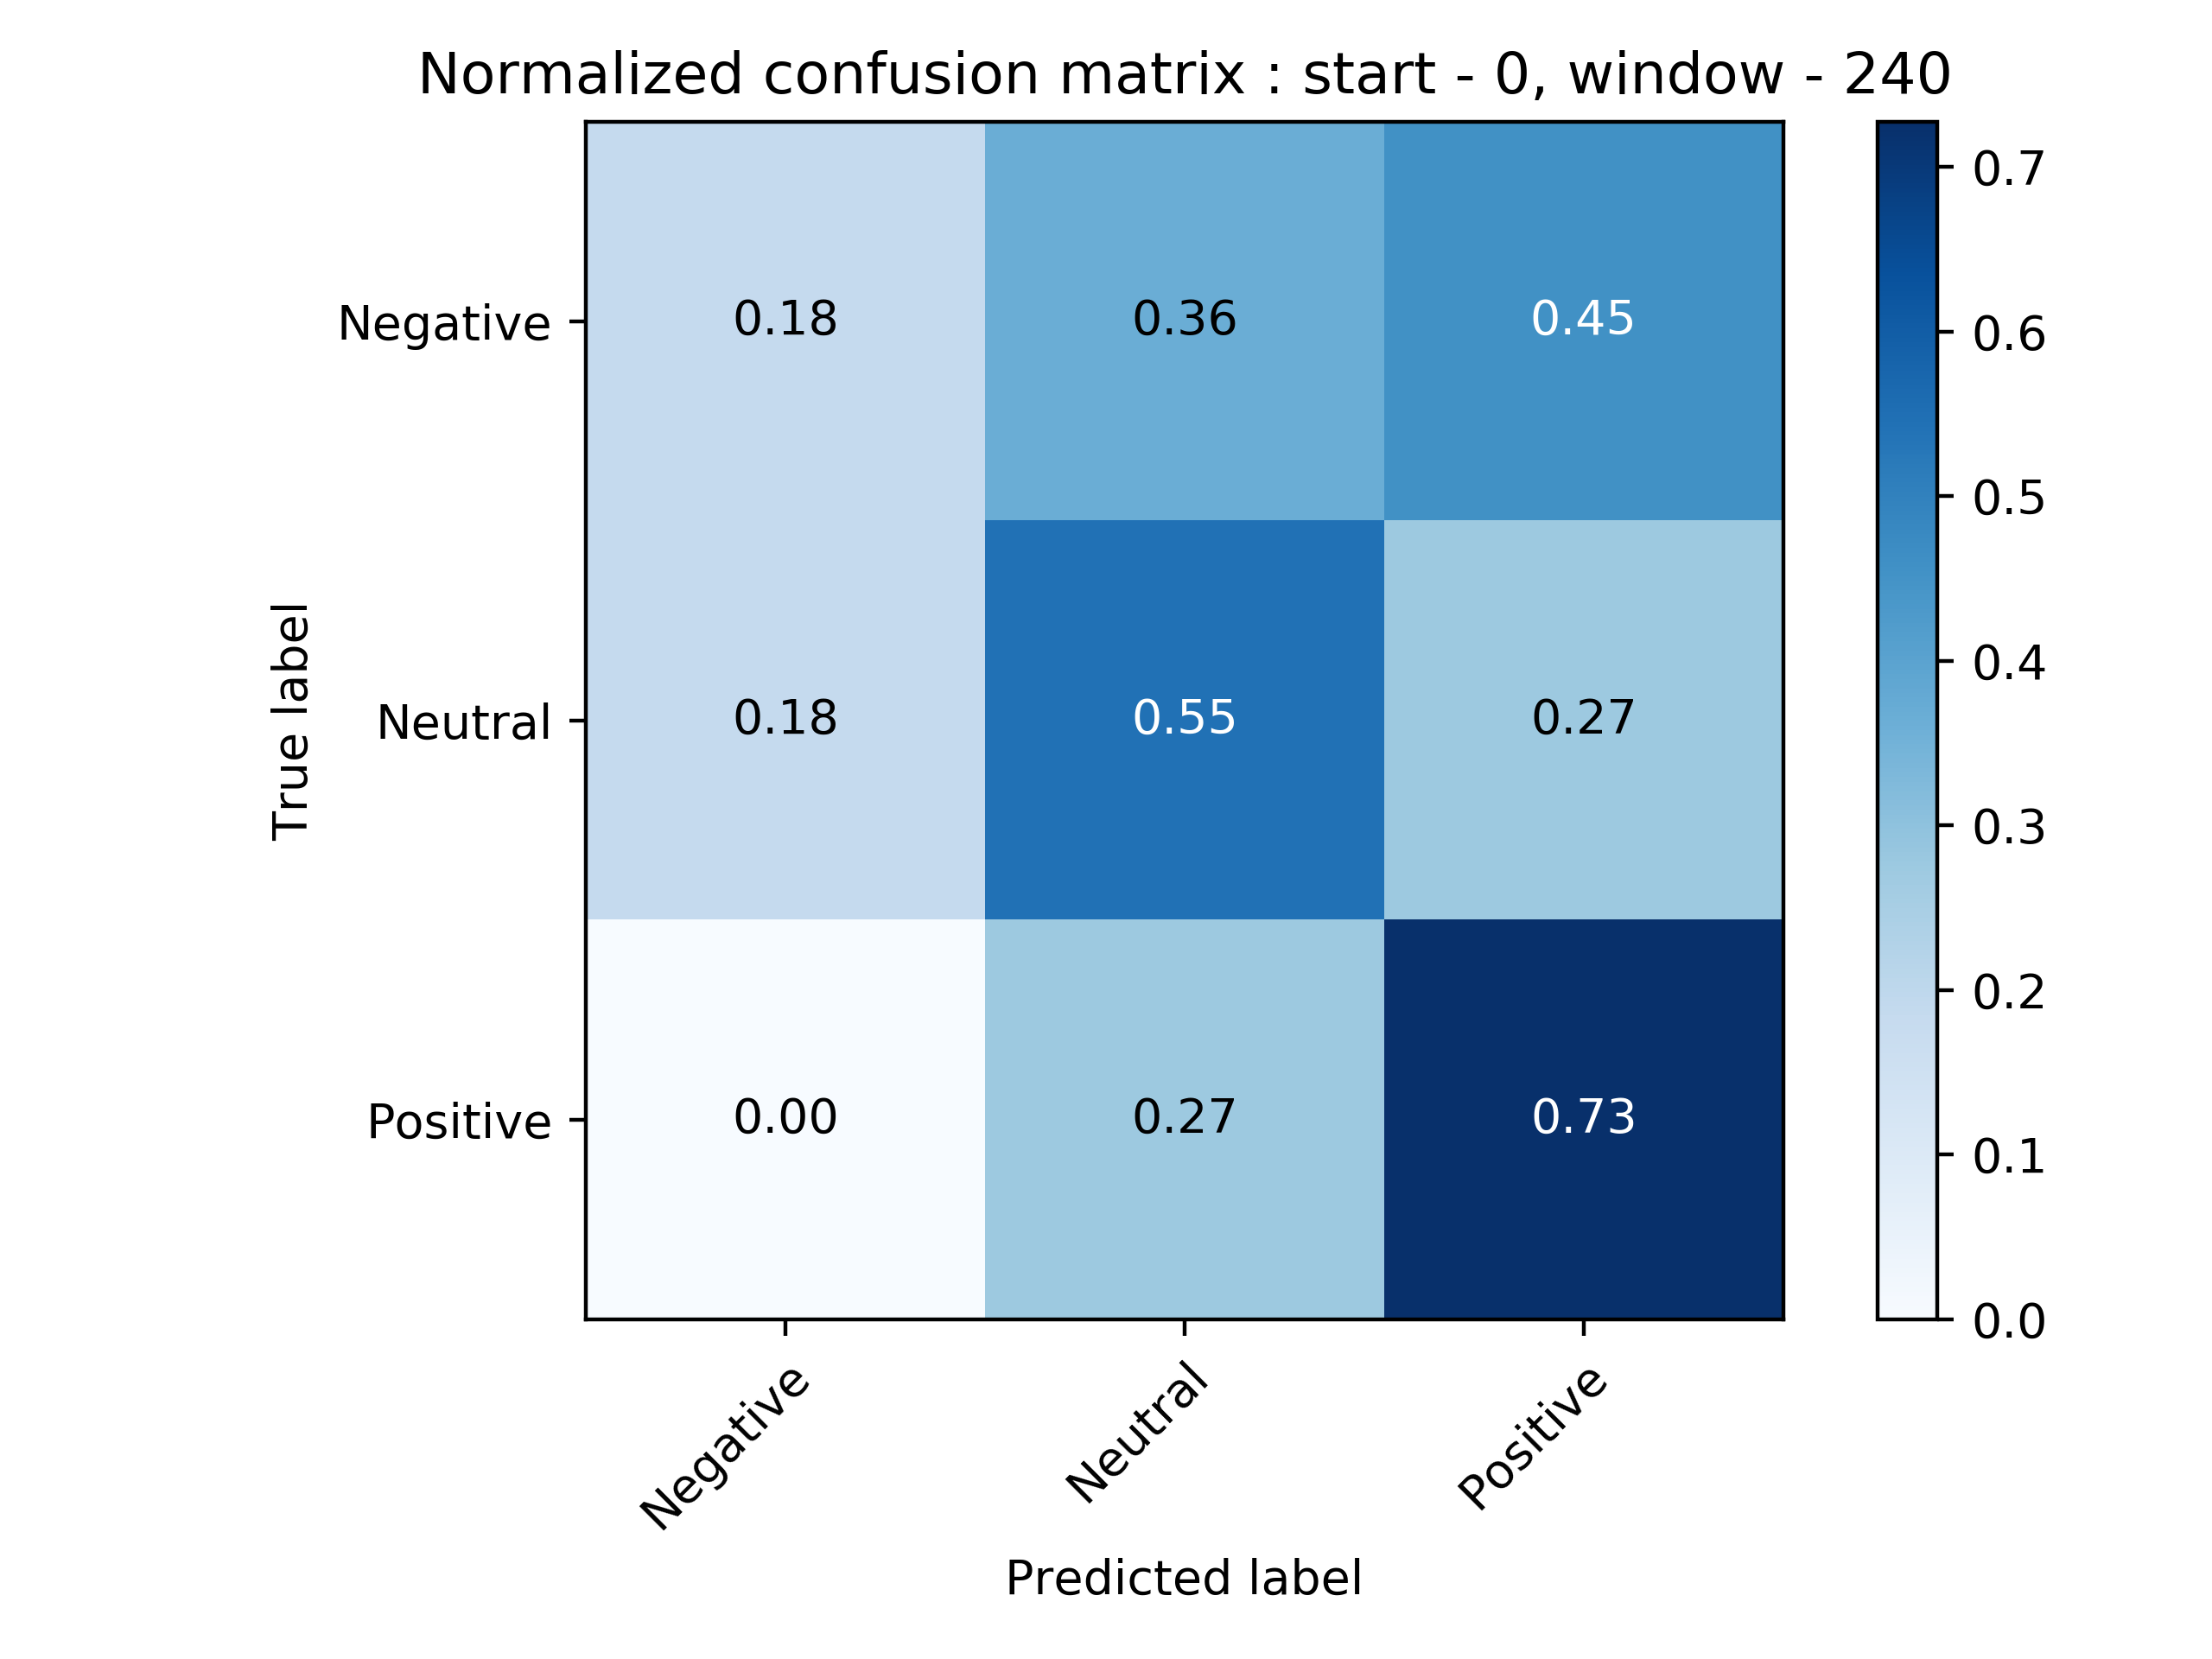 Normalized confusion matrix : start - 0, window - 240
True label
Negative 0.18 0.36 0.45
Neutral 0.18 0.55 0.27
Positive 0.00 0.27 0.73
Negative Neutral Positive
Predicted label
0.7
0.6
0.5
0.4
0.3
0.2
0.1
0.0